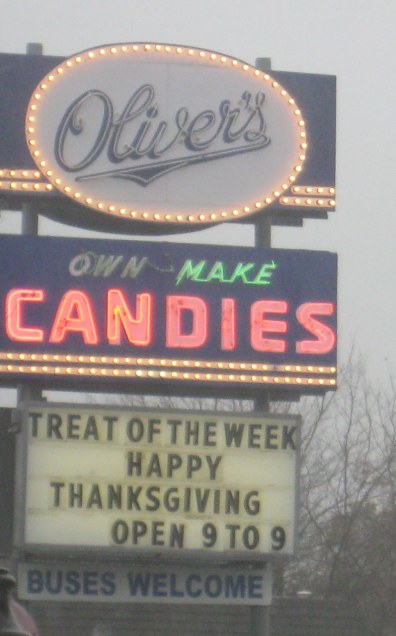 Oliver's
OWN MAKE
CANDIES
TREAT OF THE WEEK
HAPPY
THANKSGIVING
OPEN 9 TO 9
BUSES WELCOME